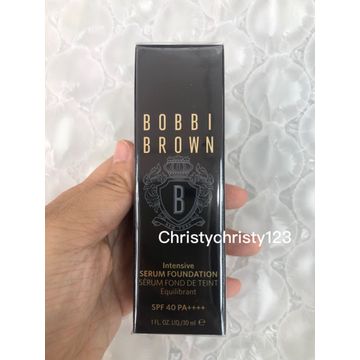 BOBBI
BROWN
B
Christychristy123
Intensive
SERUM FOUNDATION
SÉRUM FOND DE TEINT
Équilibrant
SPF 40 PA++++
1 FL.OZ.LIQ./30 ml e